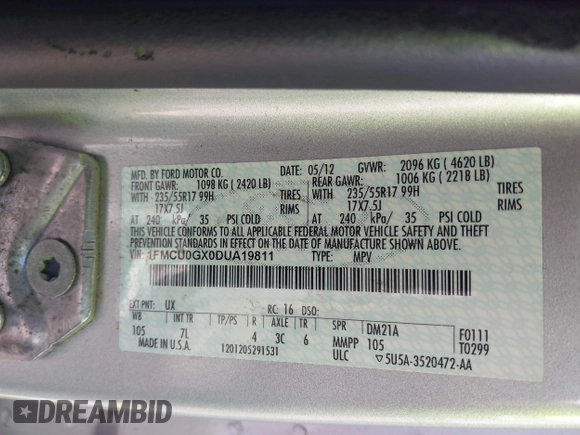 MFD. BY FORD MOTOR CO. DATE: 05/12 GVWR: 2096 KG ( 4620 LB)
FRONT GAWR: 1098 KG ( 2420 LB) REAR GAWR: 1006 KG ( 2218 LB)
WITH 235/55R17 99H TIRES WITH 235/55R17 99H TIRES
17X7.5J RIMS 17X7.5J RIMS
AT 240 kPa/ 35 PSI COLD AT 240 kPa/ 35 PSI COLD
THIS VEHICLE CONFORMS TO ALL APPLICABLE FEDERAL MOTOR VEHICLE SAFETY AND
THEFT PREVENTION STANDARDS IN EFFECT ON THE DATE OF MANUFACTURE SHOWN ABOVE.
VIN: 1FMCU0GX0DUA19811 TYPE: MPV
EXT PNT: UX RC: 16 DSO:
WB INT TR TP/PS R AXLE TR SPR DM21A F0111
105 7L 4 3C 6 MMPP 105 T0299
MADE IN U.S.A. 1201205291531 ULC 5U5A-3520472-AA
DREAMBID